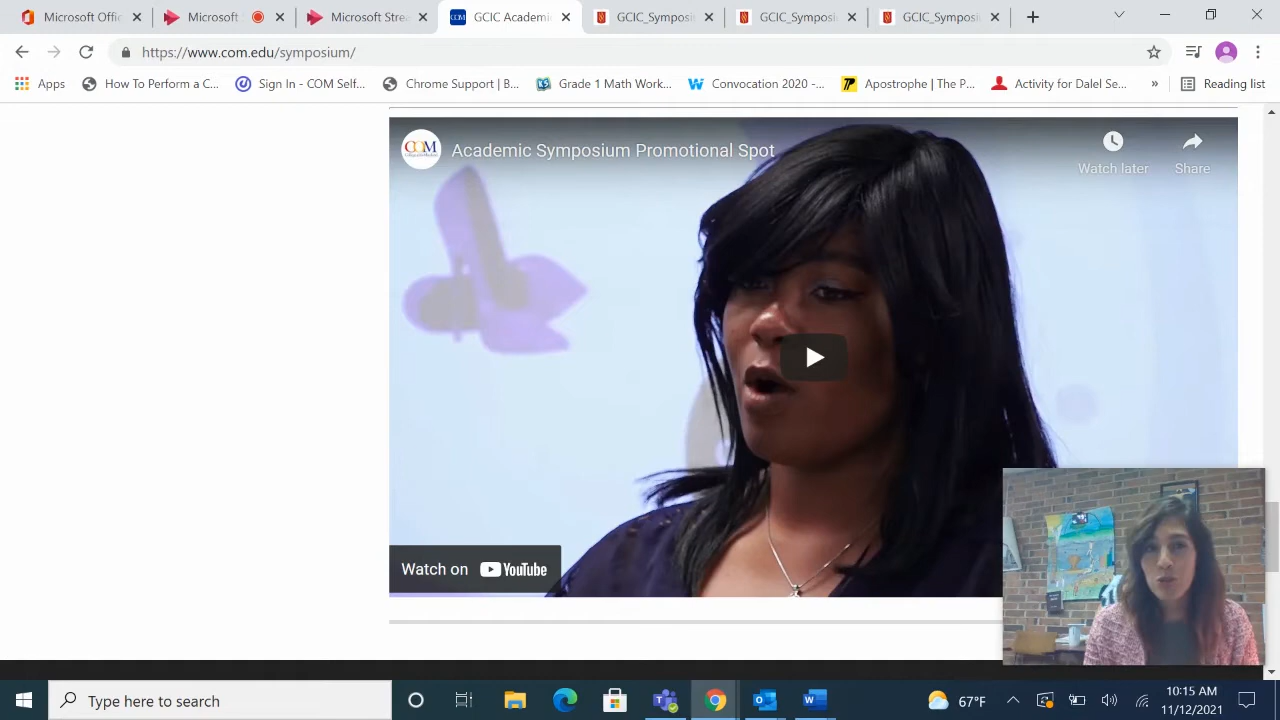 Microsoft Offic
Microsoft
Microsoft Strea
GCIC Academi
GCIC_Symposi
GCIC_Symposi
GCIC_Symposi
https://www.com.edu/symposium/
Apps
How To Perform a C...
Sign In - COM Self...
Chrome Support | B...
Grade 1 Math Work...
Convocation 2020 -...
Apostrophe | The P...
Activity for Dalel Se...
»
Reading list
COM
Academic Symposium Promotional Spot
Watch later
Share
Watch on YouTube
Type here to search
67°F
10:15 AM
11/12/2021